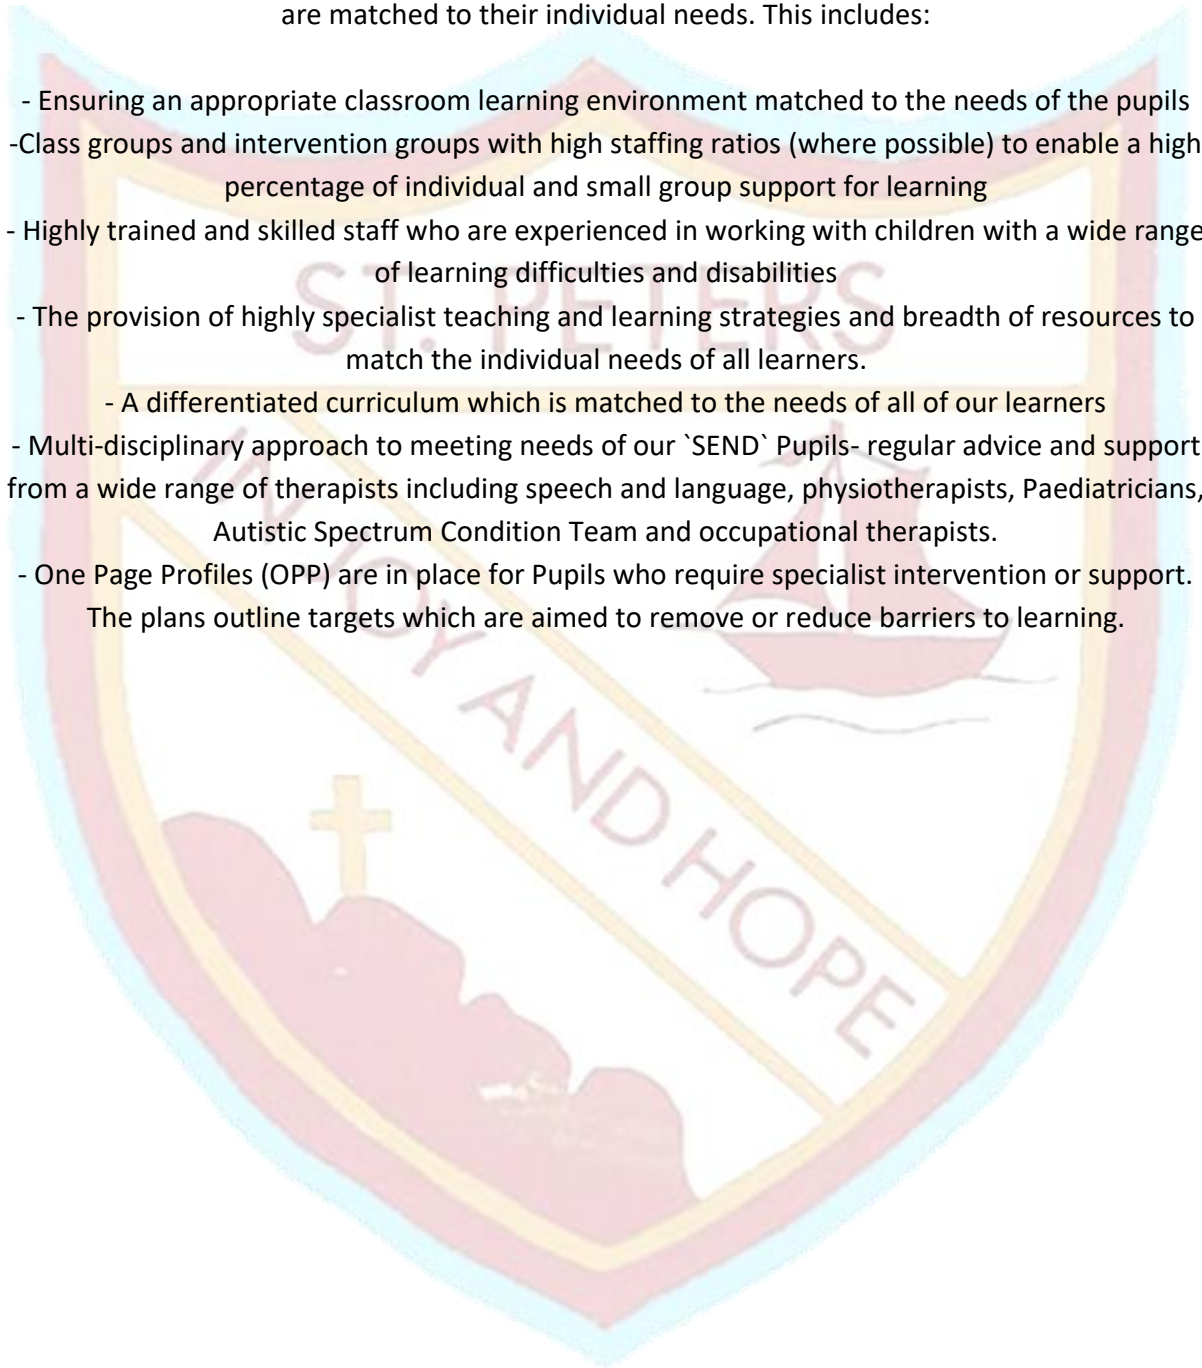 are matched to their individual needs. This includes:
- Ensuring an appropriate classroom learning environment matched to the needs of the pupils
-Class groups and intervention groups with high staffing ratios (where possible) to enable a high
percentage of individual and small group support for learning
- Highly trained and skilled staff who are experienced in working with children with a wide range
of learning difficulties and disabilities
- The provision of highly specialist teaching and learning strategies and breadth of resources to
match the individual needs of all learners.
- A differentiated curriculum which is matched to the needs of all of our learners
- Multi-disciplinary approach to meeting needs of our `SEND` Pupils- regular advice and support
from a wide range of therapists including speech and language, physiotherapists, Paediatricians,
Autistic Spectrum Condition Team and occupational therapists.
- One Page Profiles (OPP) are in place for Pupils who require specialist intervention or support.
The plans outline targets which are aimed to remove or reduce barriers to learning.
ST. PETERS
IN JOY AND HOPE